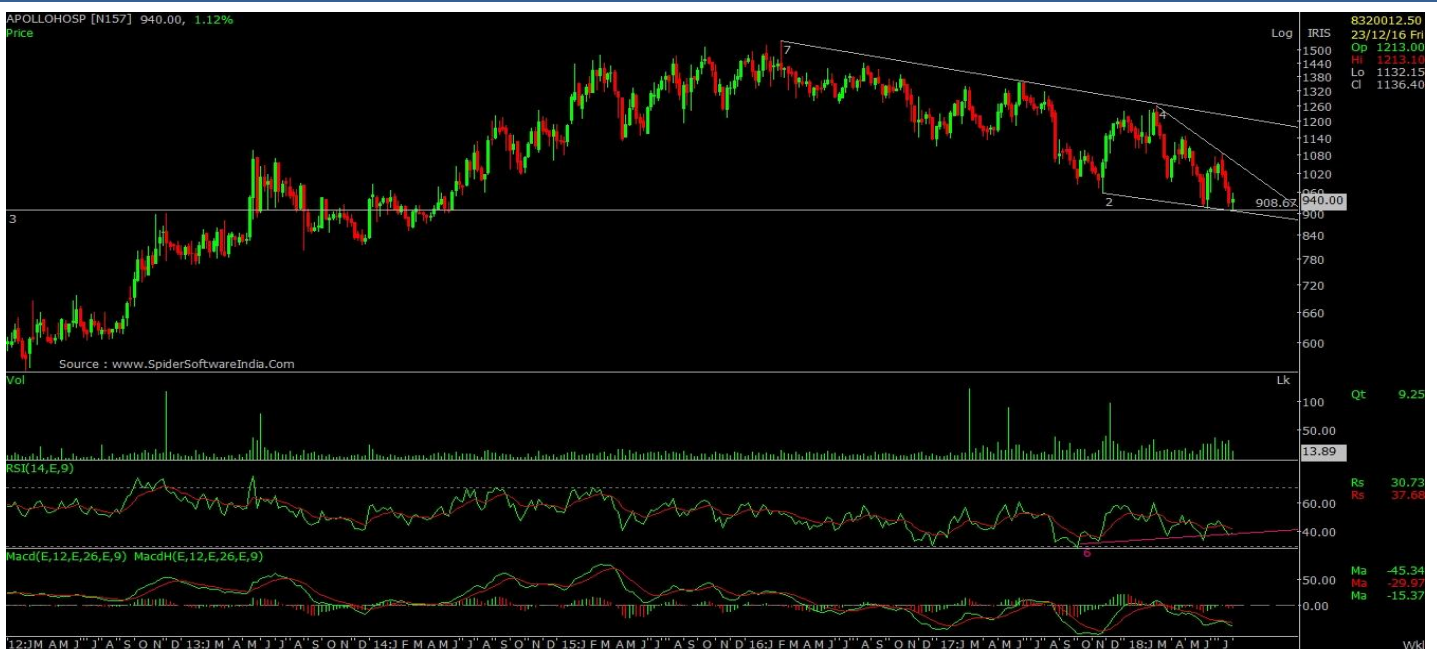 APOLLOHOSP [N157] 940.00, 1.12%
Price
Log IRIS
8320012.50
23/12/16 Fri
Op 1213.00
Hi 1213.10
Lo 1132.15
Cl 1136.40
1500
1440
1380
1320
1260
1200
1140
1080
1020
960
940.00
900
840
780
720
660
600
7
4
2
3
908.67
Source : www.SpiderSoftwareIndia.Com
Vol
Lk
100
50.00
13.89
Qt 9.25
RSI(14,E,9)
60.00
40.00
Rs 30.73
Rs 37.68
6
Macd(E,12,E,26,E,9) MacdH(E,12,E,26,E,9)
50.00
0.00
Ma -45.34
Ma -29.97
Ma -15.37
12:JM A M J ' J' A' S O N D 13:J M A M J ' J ' A' S O N D 14:J F M A M J ' J ' A' S O N D 15:J F M A M J ' J ' A S O N D 16:J F M A M J ' J ' A S O N D 17:J M A M J ' J ' A S O N D 18:J M A M J ' J Wkl